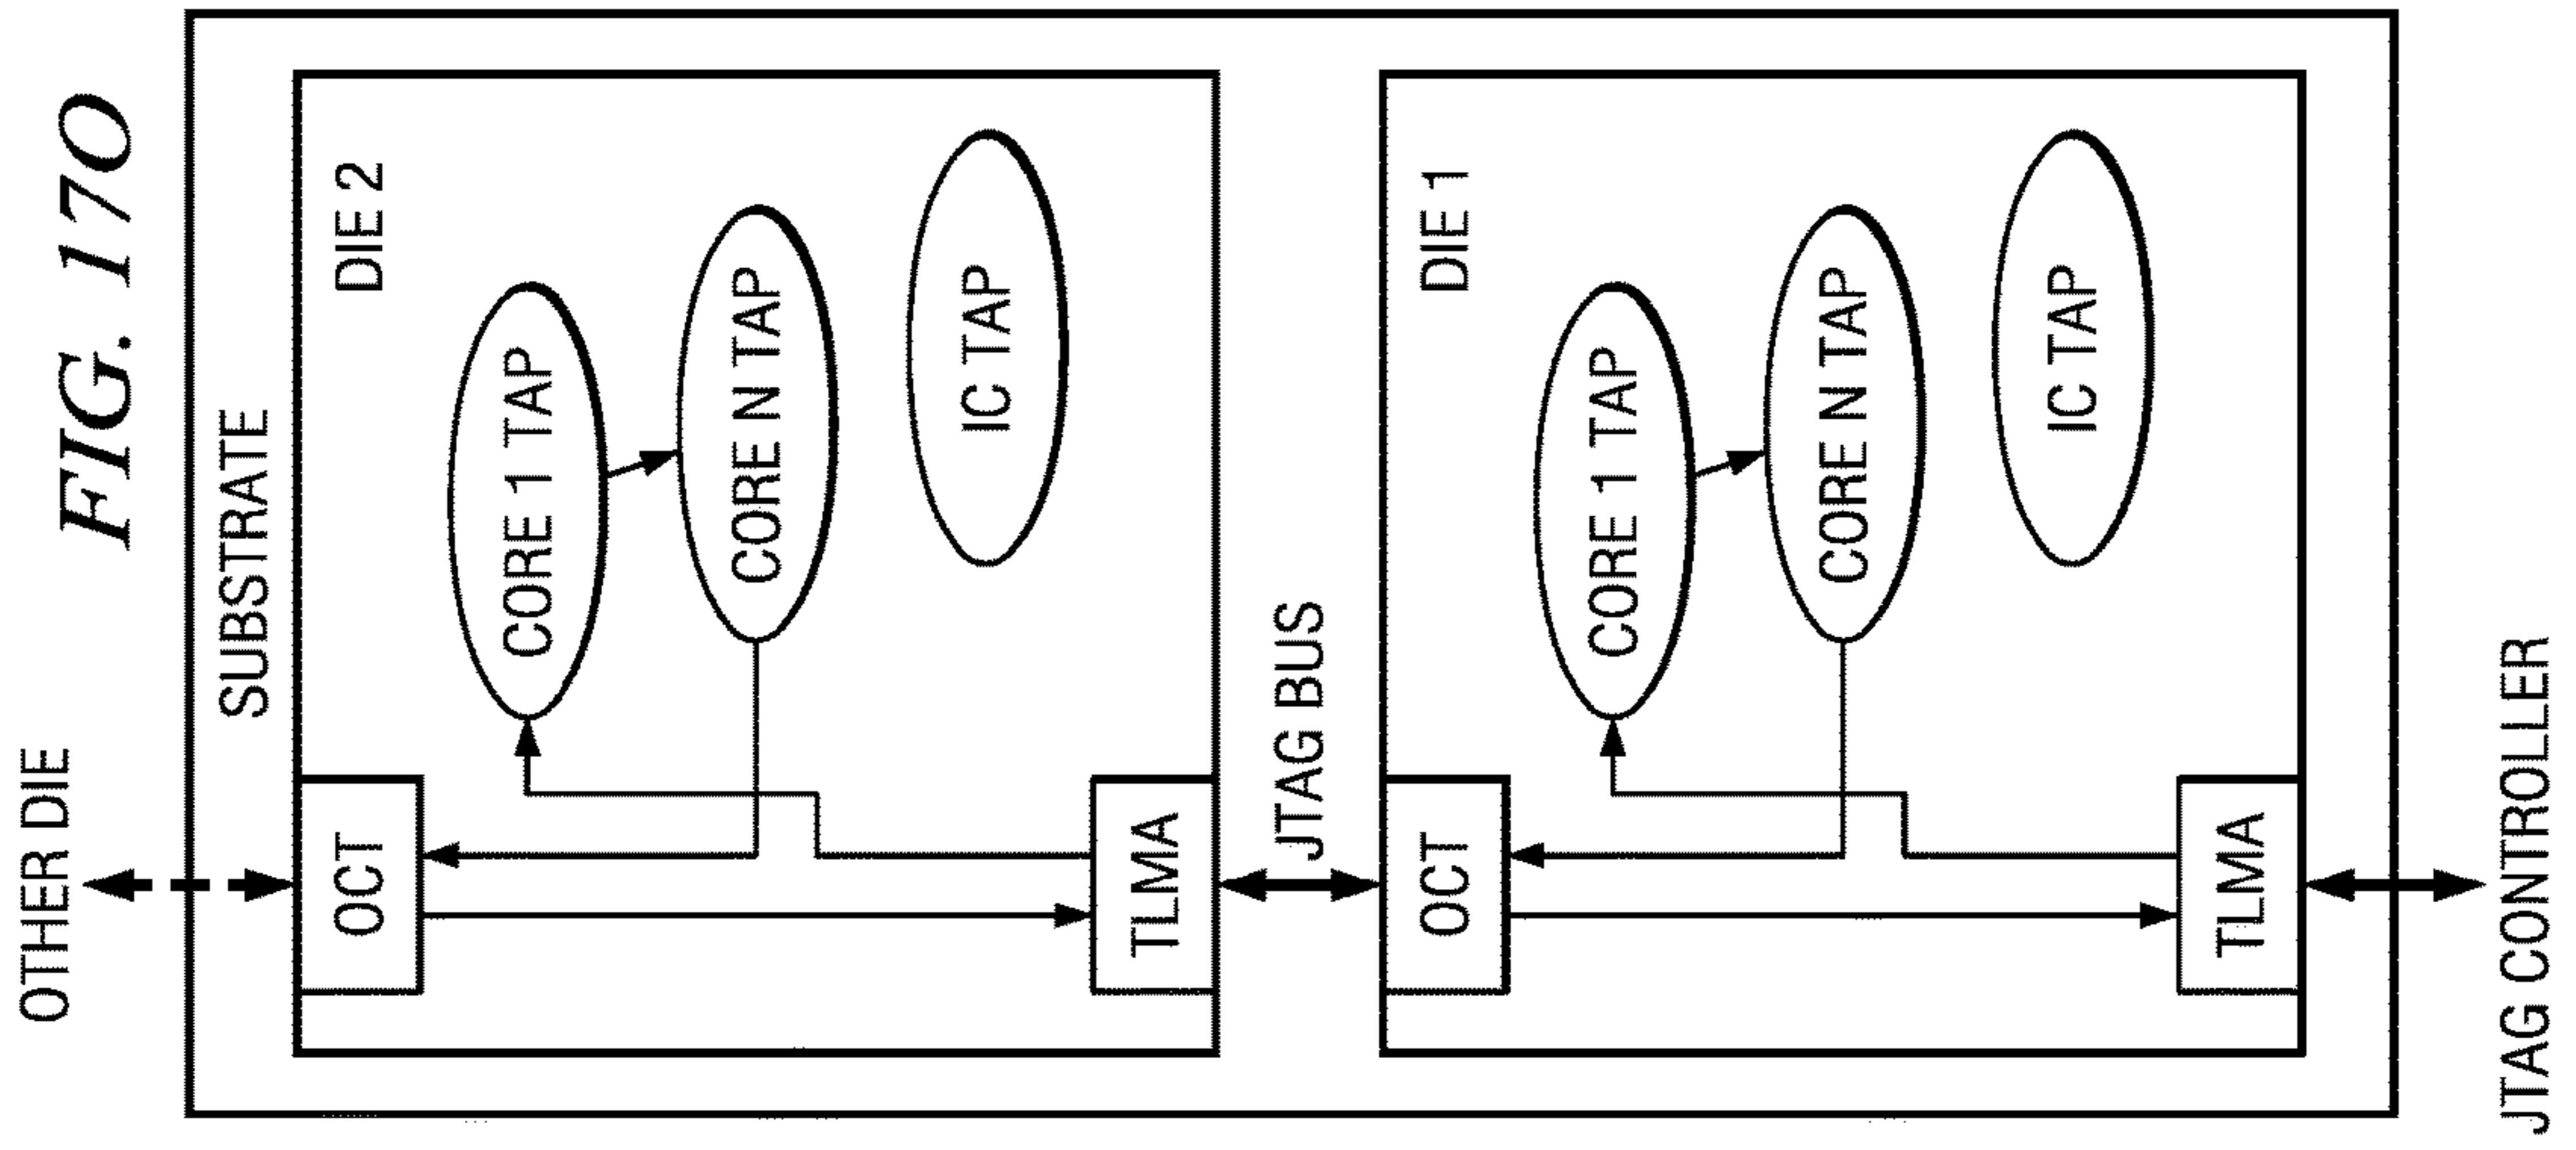 FIG. 17O
OTHER DIE
SUBSTRATE
DIE 2
OCT
CORE 1 TAP
CORE N TAP
IC TAP
TLMA
JTAG BUS
DIE 1
OCT
CORE 1 TAP
CORE N TAP
IC TAP
TLMA
JTAG CONTROLLER